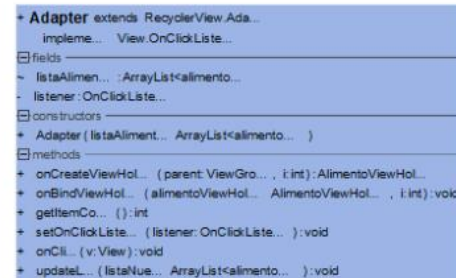 + Adapter extends RecyclerView.Ada...
impleme... View.OnClickListe...
fields
~ listaAlimen... : ArrayList<alimento...
- listener : OnClickListe...
constructors
+ Adapter ( listaAliment... ArrayList<alimento... )
methods
+ onCreateViewHol... ( parent: ViewGro... , i: int) : AlimentoViewHol...
+ onBindViewHol... ( alimentoViewHol... AlimentoViewHol... , i: int) : void
+ getItemCo... () : int
+ setOnClickListe... ( listener: OnClickListe... ) : void
+ onCli... ( v: View) : void
+ updateL... ( listaNue... ArrayList<alimento... ) : void